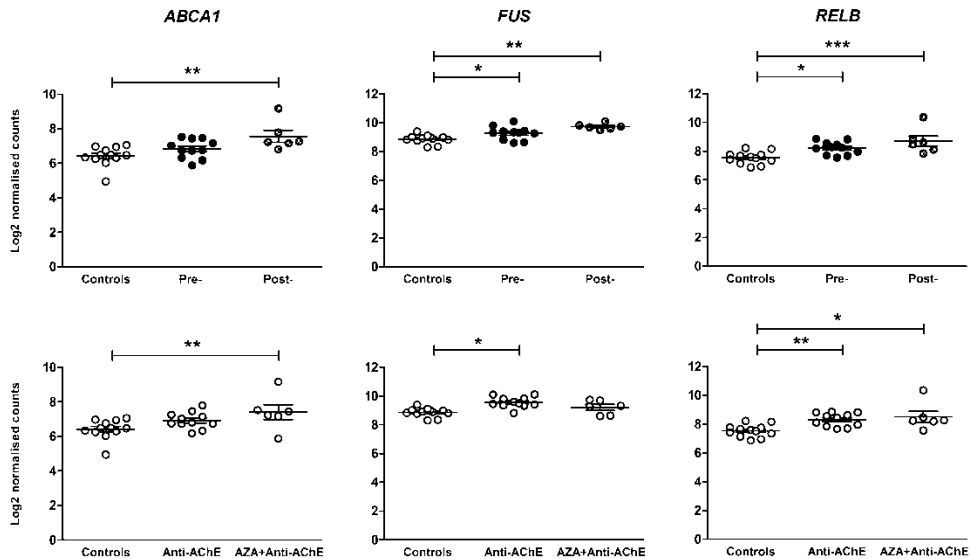 ABCA1 FUS RELB
** ** ***
* *
Log2 normalised counts
10 8 6 4 2 0
Controls Pre- Post-
12 10 8 6 4 2 0
Controls Pre- Post-
12 10 8 6 4 2 0
Controls Pre- Post-
** * *
**
Log2 normalised counts
10 8 6 4 2 0
Controls Anti-AChE AZA+Anti-AChE
12 10 8 6 4 2 0
Controls Anti-AChE AZA+Anti-AChE
12 10 8 6 4 2 0
Controls Anti-AChE AZA+Anti-AChE